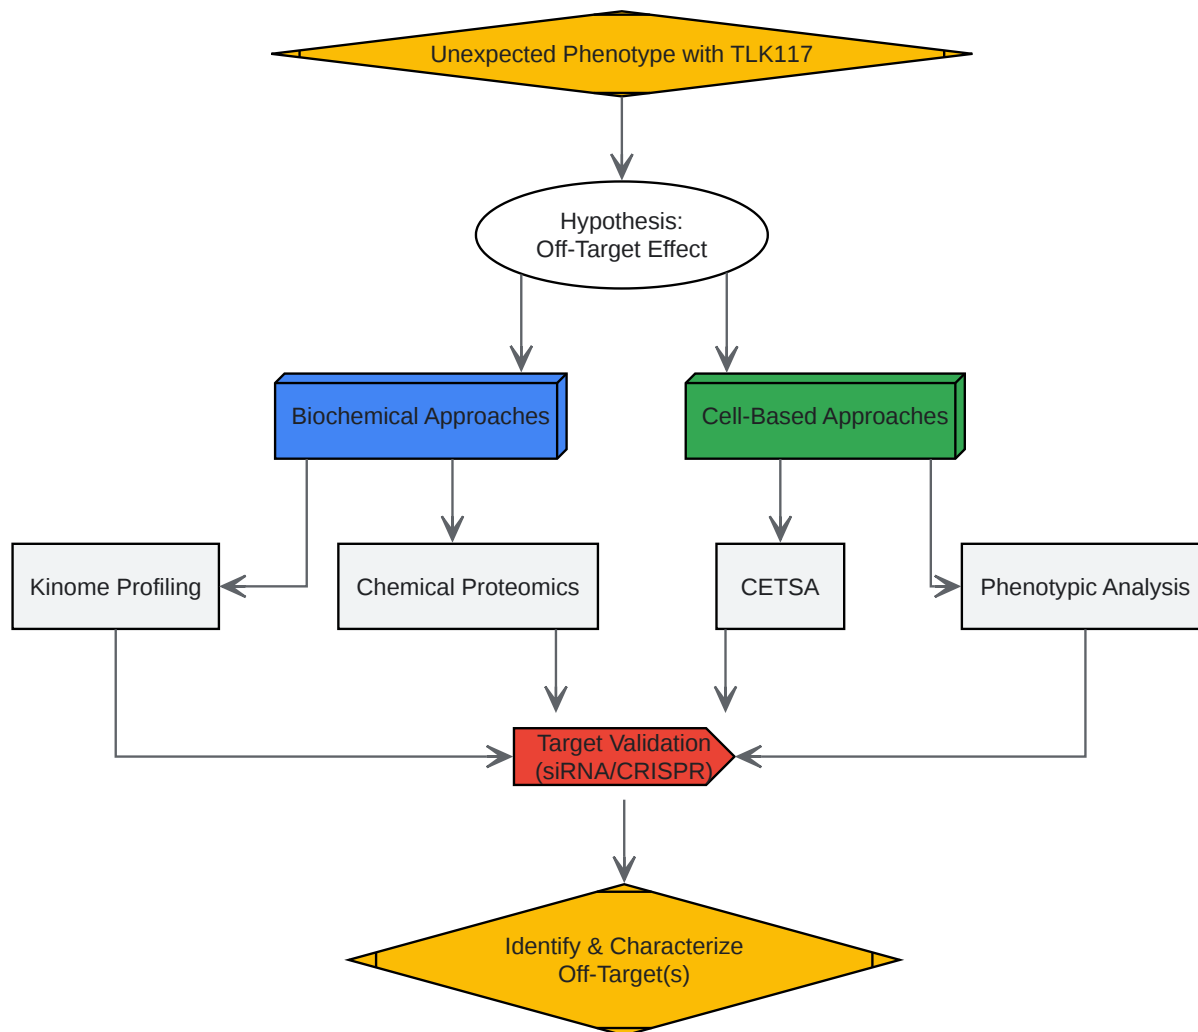 Unexpected Phenotype with TLK117
Hypothesis:
Off-Target Effect
Biochemical Approaches
Cell-Based Approaches
Kinome Profiling
Chemical Proteomics
CETSA
Phenotypic Analysis
Target Validation
(siRNA/CRISPR)
Identify & Characterize
Off-Target(s)